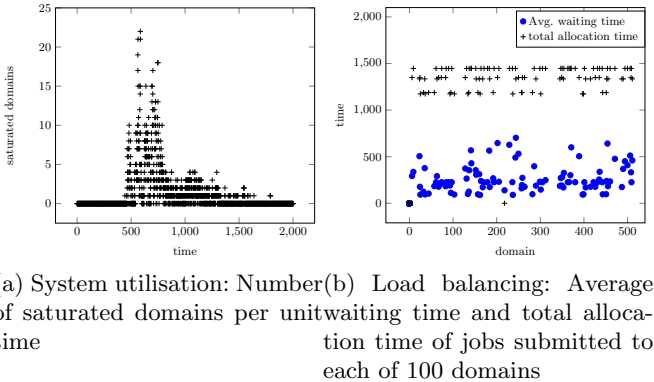 25
20
15
10
5
0
saturated domains
0
500
1,000
1,500
2,000
time
2,000
1,500
1,000
500
0
time
Avg. waiting time
total allocation time
0
100
200
300
400
500
domain
(a) System utilisation: Number
of saturated domains per unit
time
(b) Load balancing: Average
waiting time and total alloca-
tion time of jobs submitted to
each of 100 domains